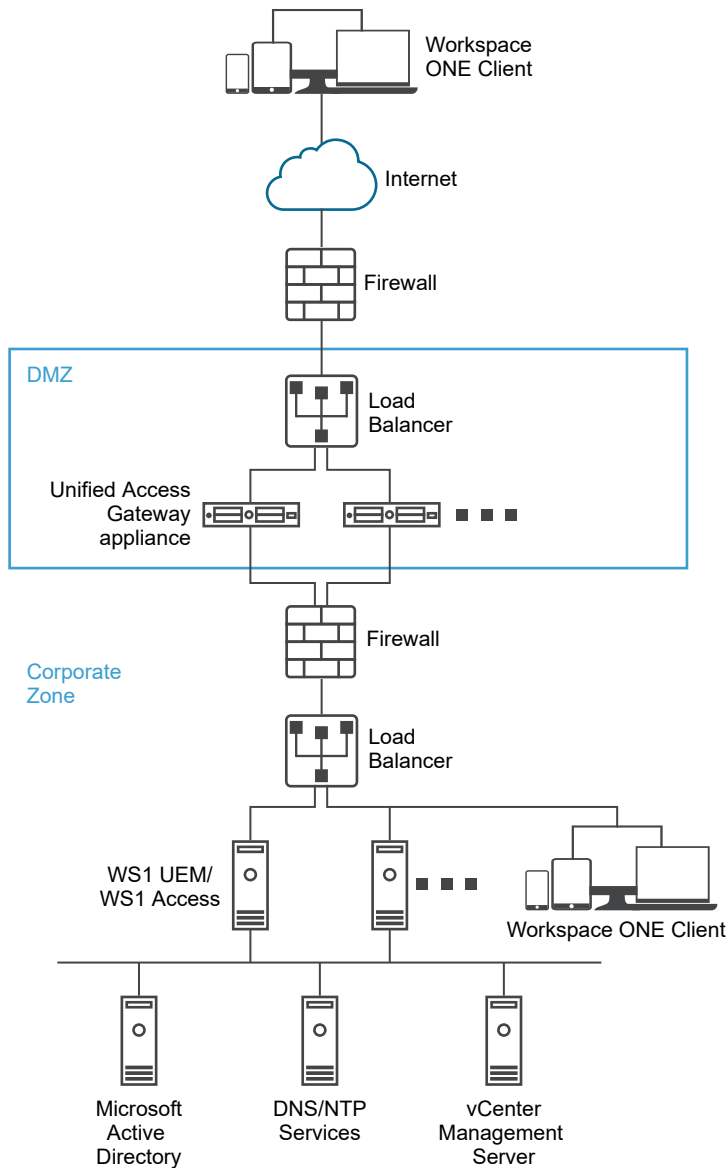 Workspace
ONE Client
Internet
Firewall
DMZ
Load
Balancer
Unified Access
Gateway
appliance
Firewall
Corporate
Zone
Load
Balancer
WS1 UEM/
WS1 Access
Workspace ONE Client
Microsoft
Active
Directory
DNS/NTP
Services
vCenter
Management
Server